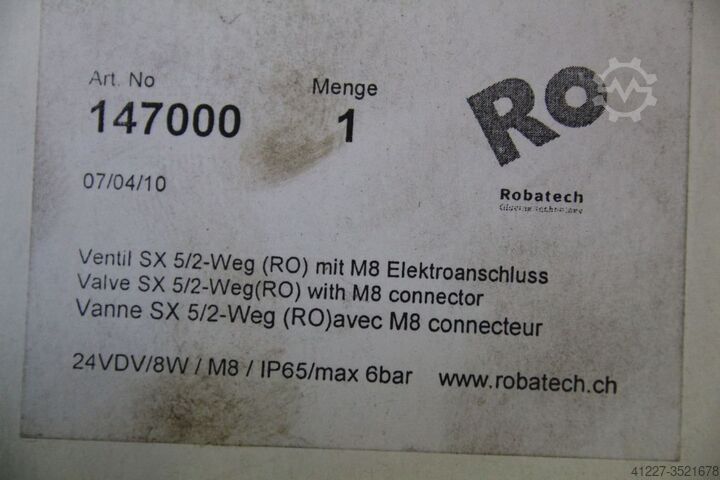 Art. No
147000
Menge
1
07/04/10
RO
Robatech
Ventil SX 5/2-Weg (RO) mit M8 Elektroanschluss
Valve SX 5/2-Weg(RO) with M8 connector
Vanne SX 5/2-Weg (RO)avec M8 connecteur
24VDV/8W / M8 / IP65/max 6bar www.robatech.ch
41227-3521678